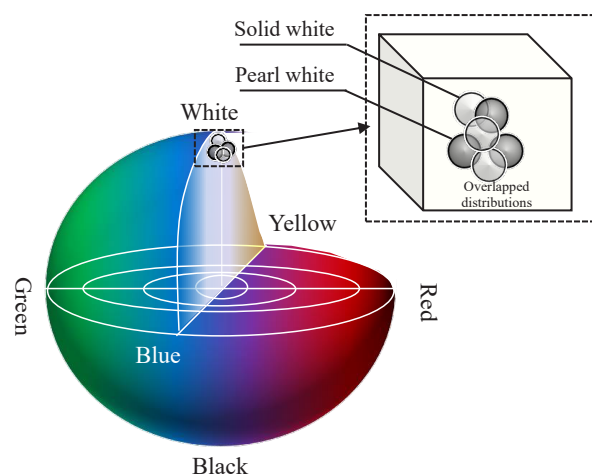 Solid white
Pearl white
White
Overlapped
distributions
Yellow
Green
Red
Blue
Black